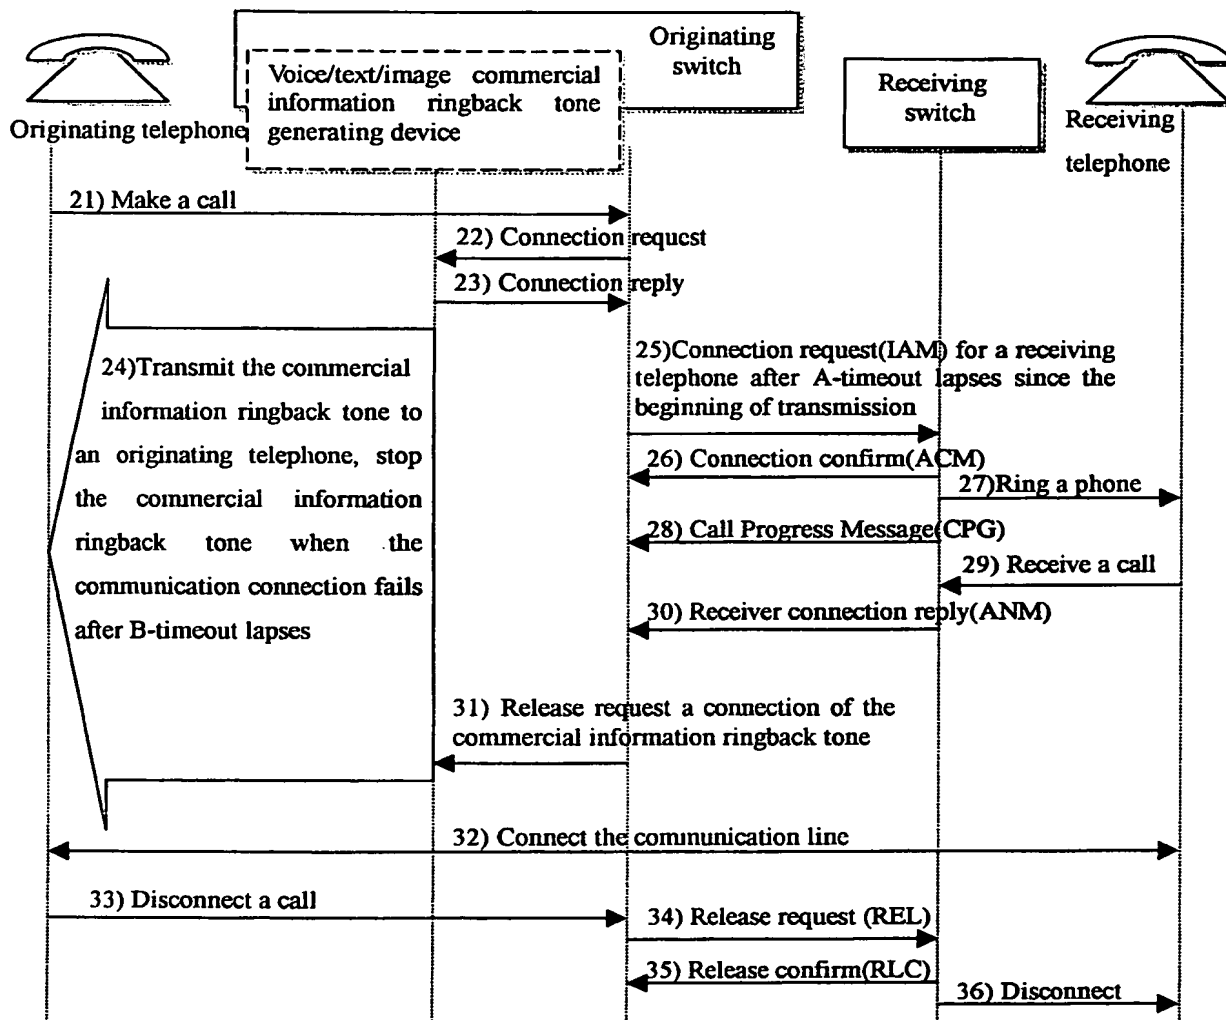 Originating
switch
Voice/text/image commercial
information ringback tone
generating device
Receiving
switch
Originating telephone
Receiving
telephone
21) Make a call
22) Connection request
23) Connection reply
24)Transmit the commercial
information ringback tone to
an originating telephone, stop
the commercial information
ringback tone when the
communication connection fails
after B-timeout lapses
25)Connection request(IAM) for a receiving
telephone after A-timeout lapses since the
beginning of transmission
26) Connection confirm(ACM)
27)Ring a phone
28) Call Progress Message(CPG)
29) Receive a call
30) Receiver connection reply(ANM)
31) Release request a connection of the
commercial information ringback tone
32) Connect the communication line
33) Disconnect a call
34) Release request (REL)
35) Release confirm(RLC)
36) Disconnect